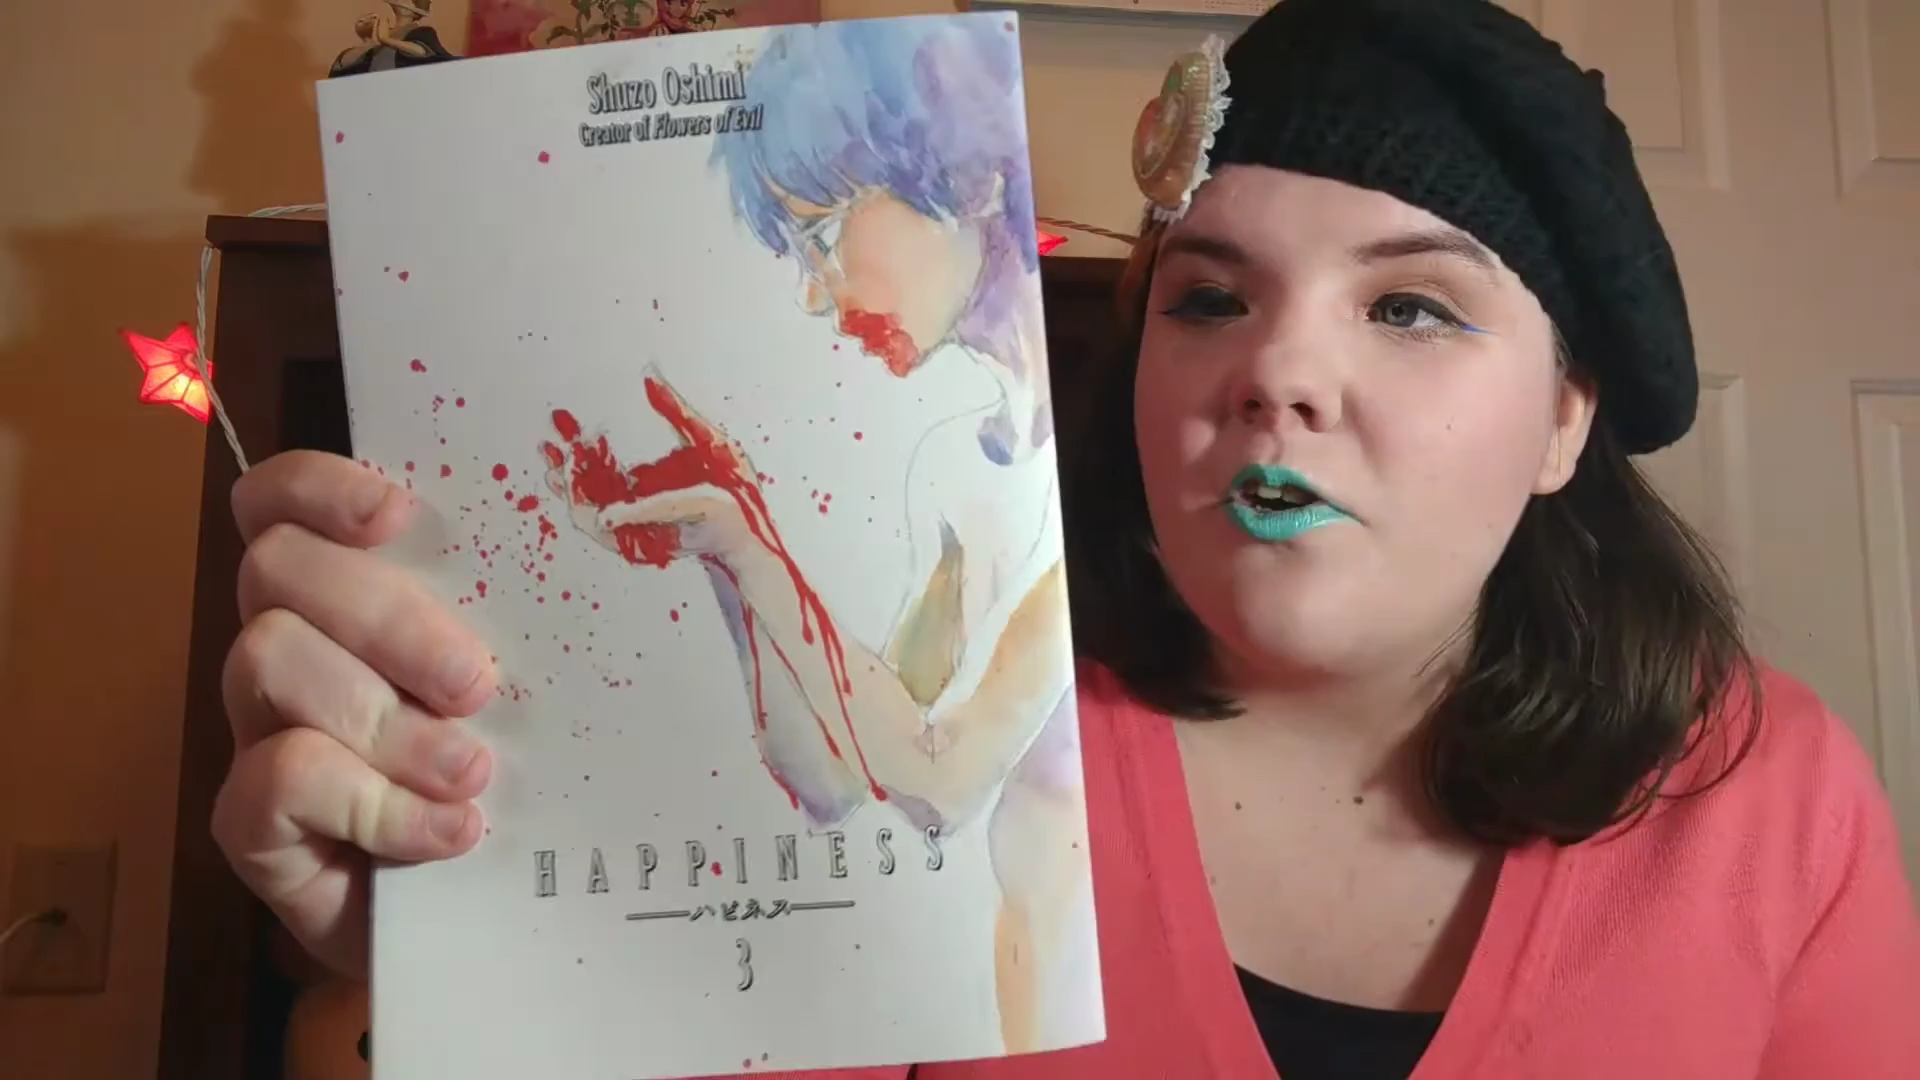 Shuzo Oshimi
Creator of Flowers of Evil
HAPPINESS
ハピネス
3